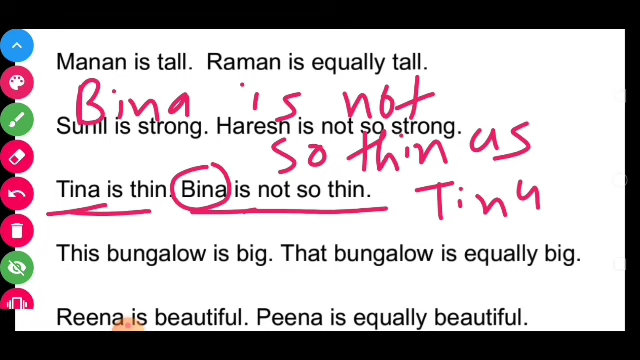 Manan is tall.  Raman is equally tall.
Bina is not
Sunil is strong. Haresh is not so strong.
so thin as
Tina is thin. Bina is not so thin.
Tina
This bungalow is big. That bungalow is equally big.
Reena is beautiful. Peena is equally beautiful.